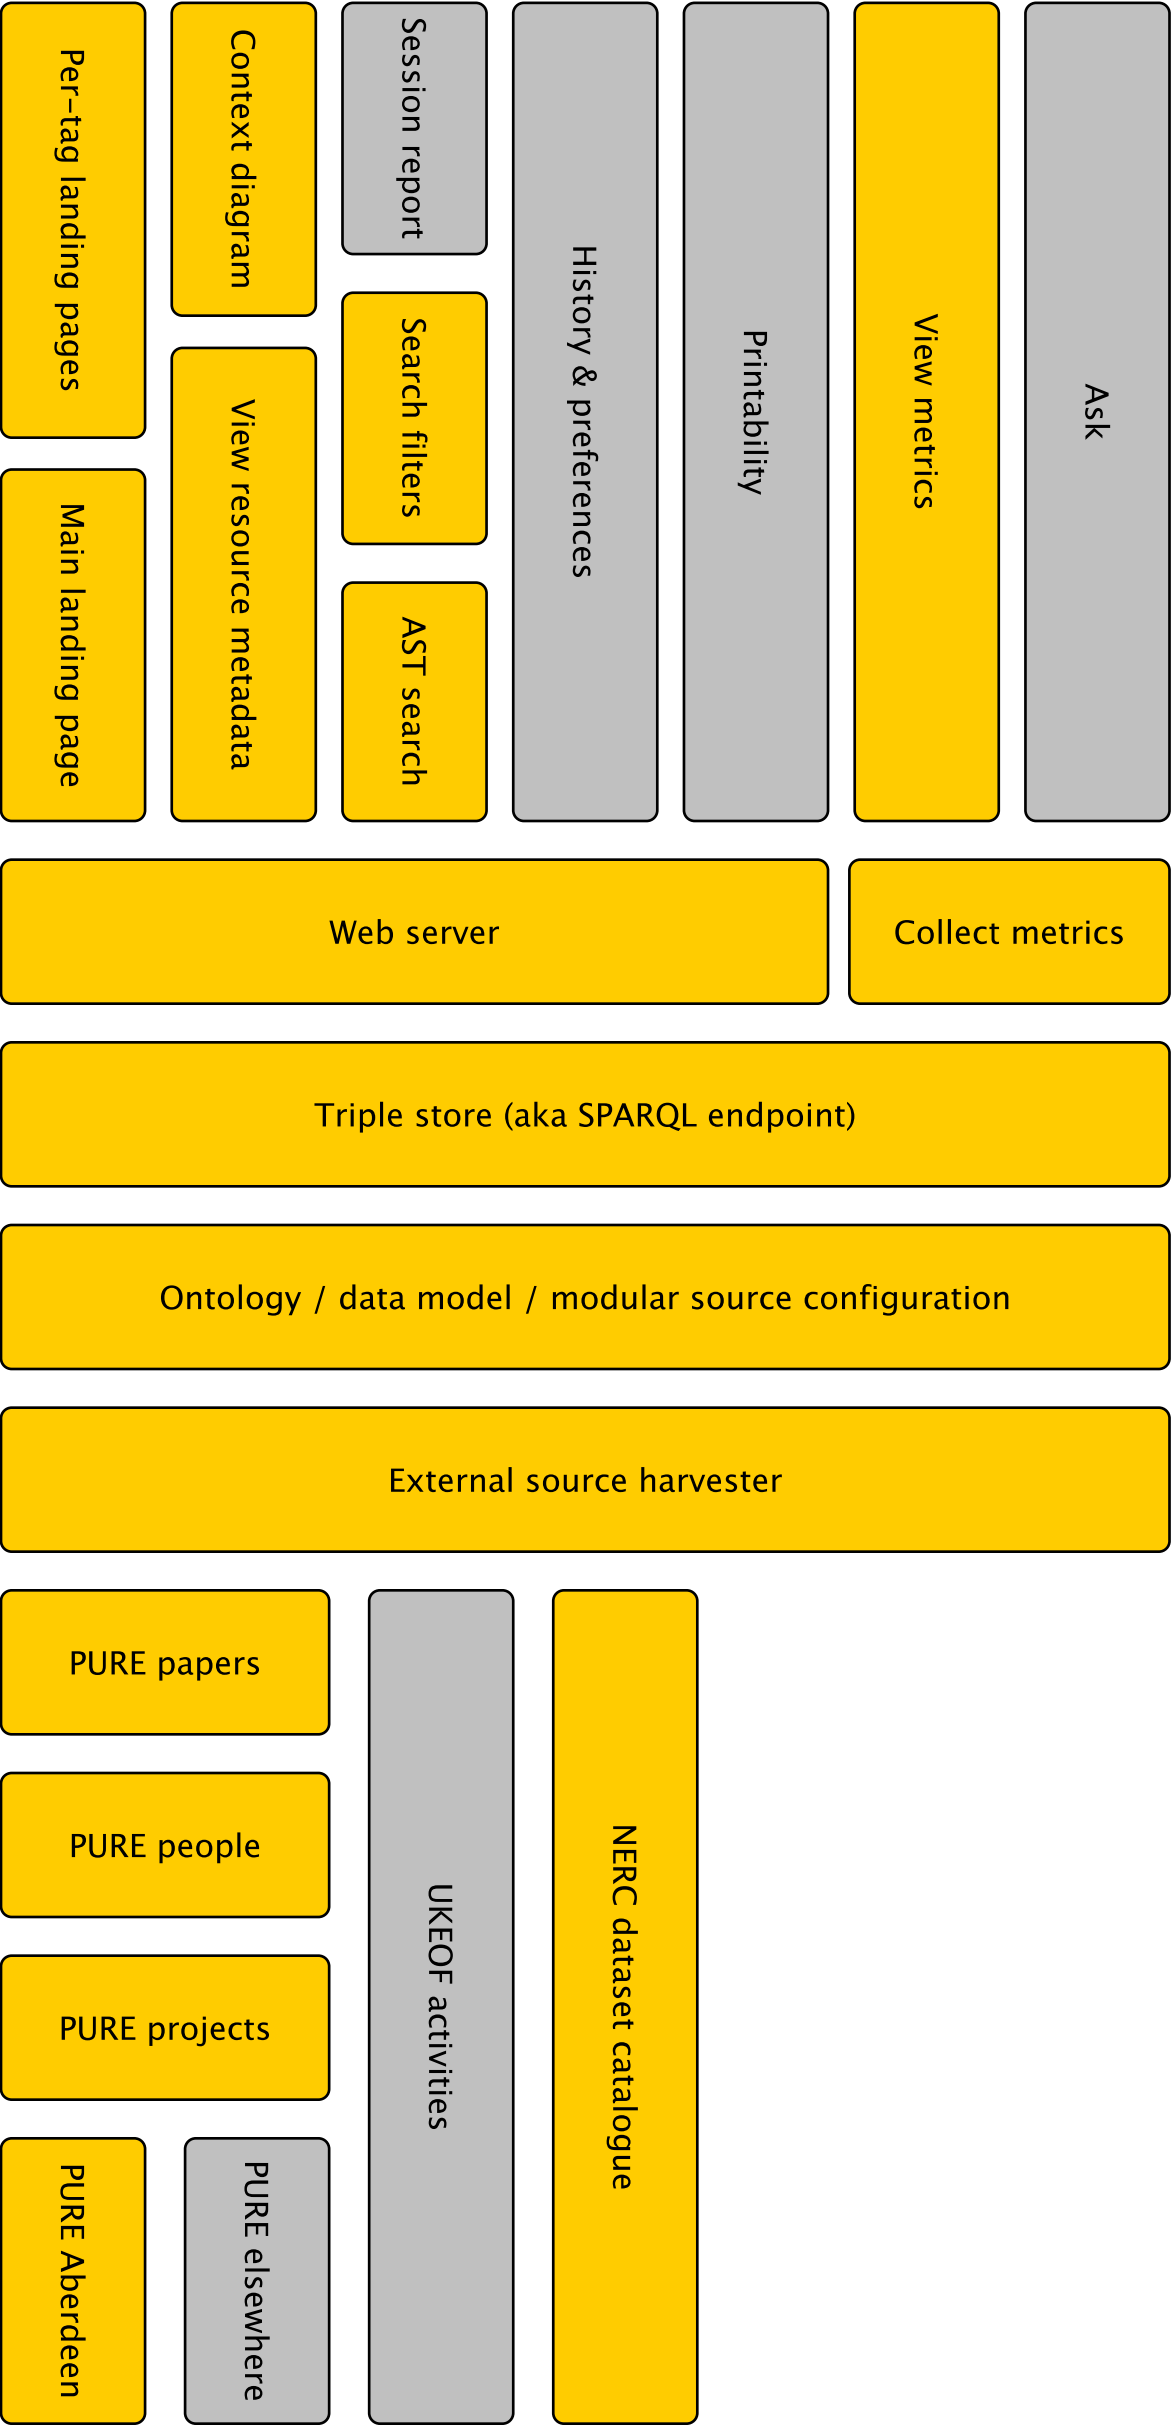 Per-tag landing pages
Context diagram
Session report
History & preferences
Printability
View metrics
Ask
Search filters
View resource metadata
Main landing page
AST search
Web server
Collect metrics
Triple store (aka SPARQL endpoint)
Ontology / data model / modular source configuration
External source harvester
PURE papers
PURE people
PURE projects
PURE Aberdeen
PURE elsewhere
UKEOF activities
NERC dataset catalogue